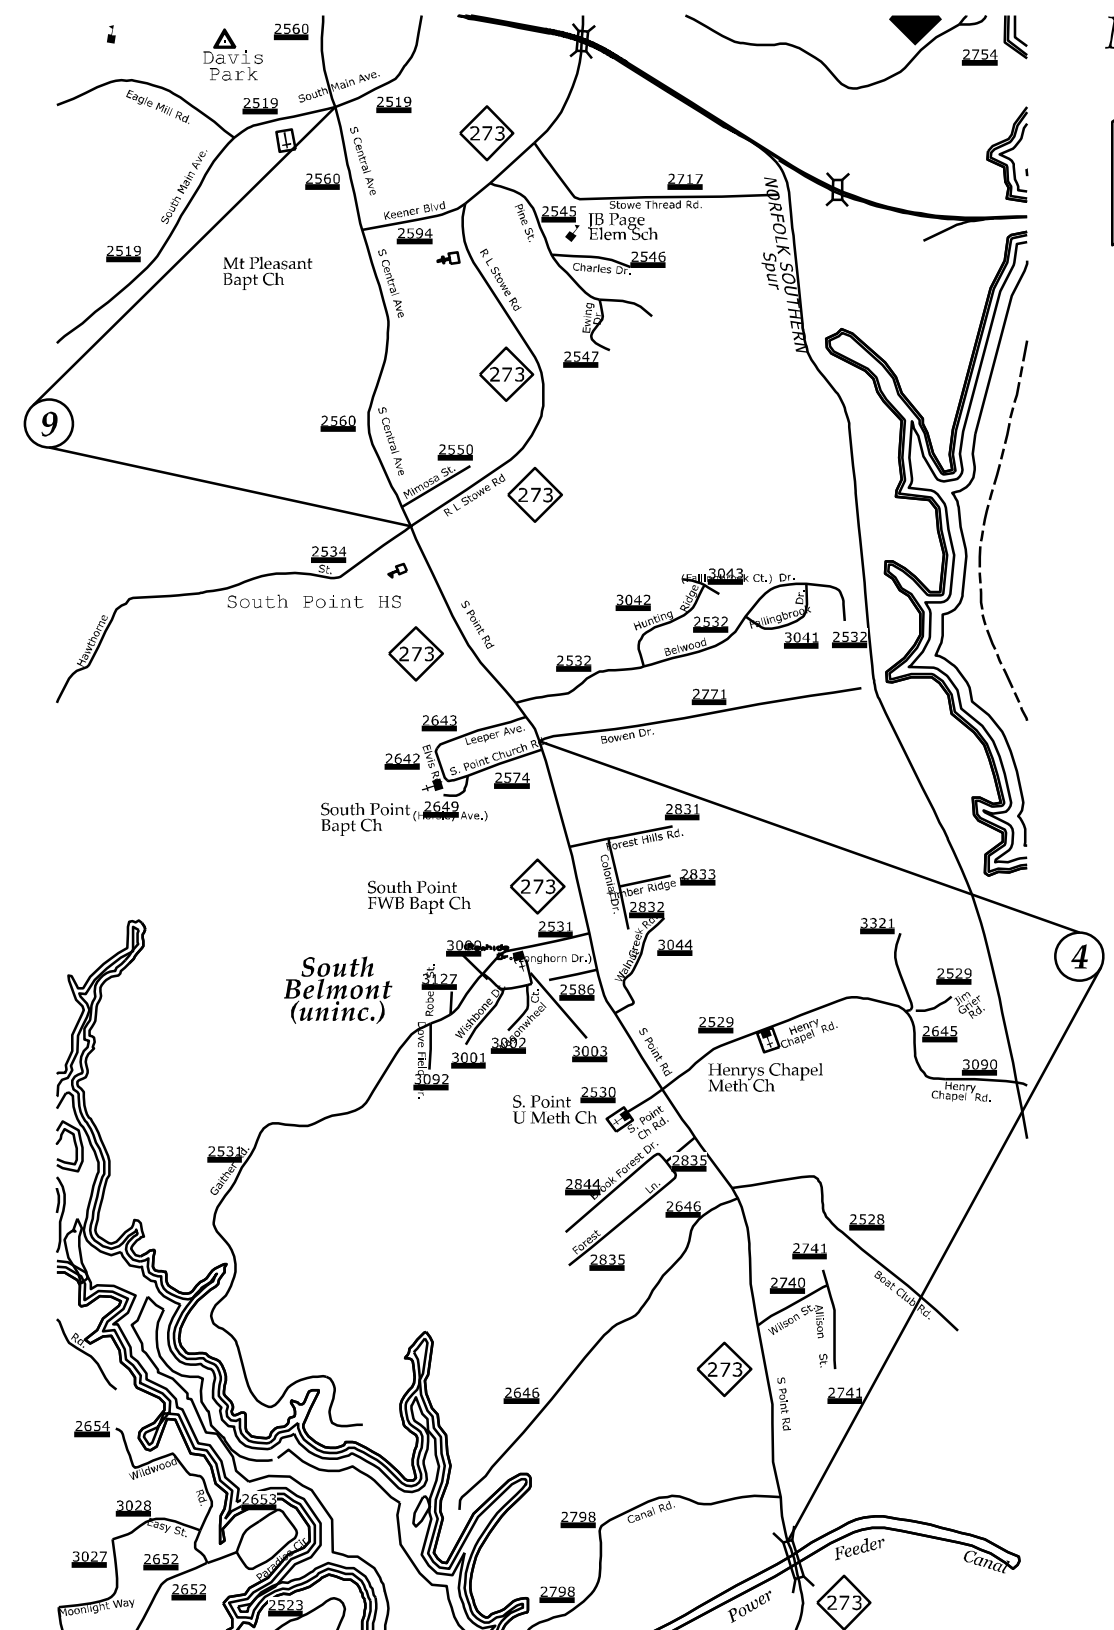 2560
Davis
Park
2754
Eagle Mill Rd.
2519
South Main Ave.
2519
273
S Central Ave
South Main Ave.
2560
2717
Stowe Thread Rd.
NORFOLK SOUTHERN
Spur
Keener Blvd
2594
Pine St.
2545
JB Page
Elem Sch
2519
Mt Pleasant
Bapt Ch
S Central Ave
R L Stowe Rd
Charles Dr.
2546
Ewing
Dr.
2547
273
9
2560
S Central Ave
2550
Mimosa St.
R L Stowe Rd
273
2534
St.
South Point HS
Hawthorne
S Point Rd
273
3043
(Fallingbrook Ct.) Dr.
3042
Hunting
Ridge
2532
Fallingbrook
Dr.
3041
2532
Belwood
2532
2771
Bowen Dr.
2643
Leeper Ave.
2642
S. Point Church R
2574
2649
South Point
Bapt Ch
2831
Forest Hills Rd.
Colonial Dr.
2833
2832
South Point
FWB Bapt Ch
273
2531
(Longhorn Dr.)
3044
3321
4
South
Belmont
(uninc.)
3127
2586
Wishbone D
Ct.
3002
3001
3003
3092
2529
Jim
Grier
Rd.
2529
Henry
Chapel Rd.
2645
S Point Rd
3090
Henry
Chapel Rd.
Henrys Chapel
Meth Ch
2530
S. Point
U Meth Ch
S. Point
Ch Rd.
2531
Brook Forest Dr.
2835
2844
Ln.
2646
Forest
2835
2528
2741
2740
Boat Club Rd.
Wilson St.
Allison
St.
Rd.
273
2646
S Point Rd
2741
2654
Wildwood
Rd.
2653
3028
Easy St.
2798
Canal Rd.
3027
2652
Paradise Cir.
2652
Moonlight Way
2523
2798
Power
Feeder
Canal
273